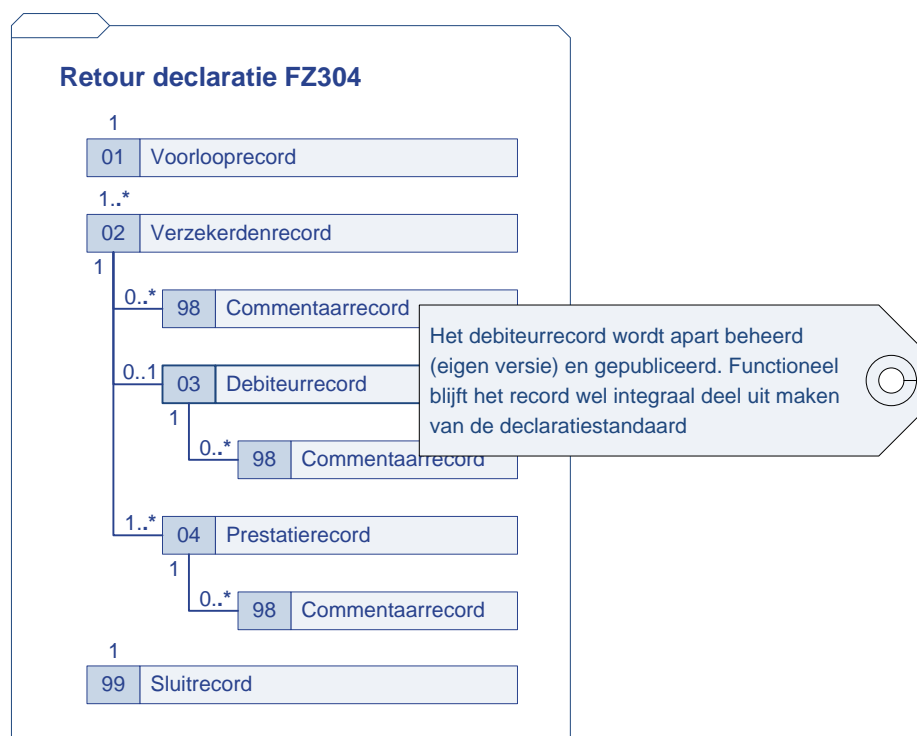 Retour declaratie FZ304
1
01 Voorlooprecord
1..*
02 Verzekerdenrecord
1
0..* 98 Commentaarrecord
Het debiteurrecord wordt apart beheerd
(eigen versie) en gepubliceerd. Functioneel
blijft het record wel integraal deel uit maken
van de declaratiestandaard
0..1 03 Debiteurrecord
1
0..* 98 Commentaarrecord
1..* 04 Prestatierecord
1
0..* 98 Commentaarrecord
1
99 Sluitrecord